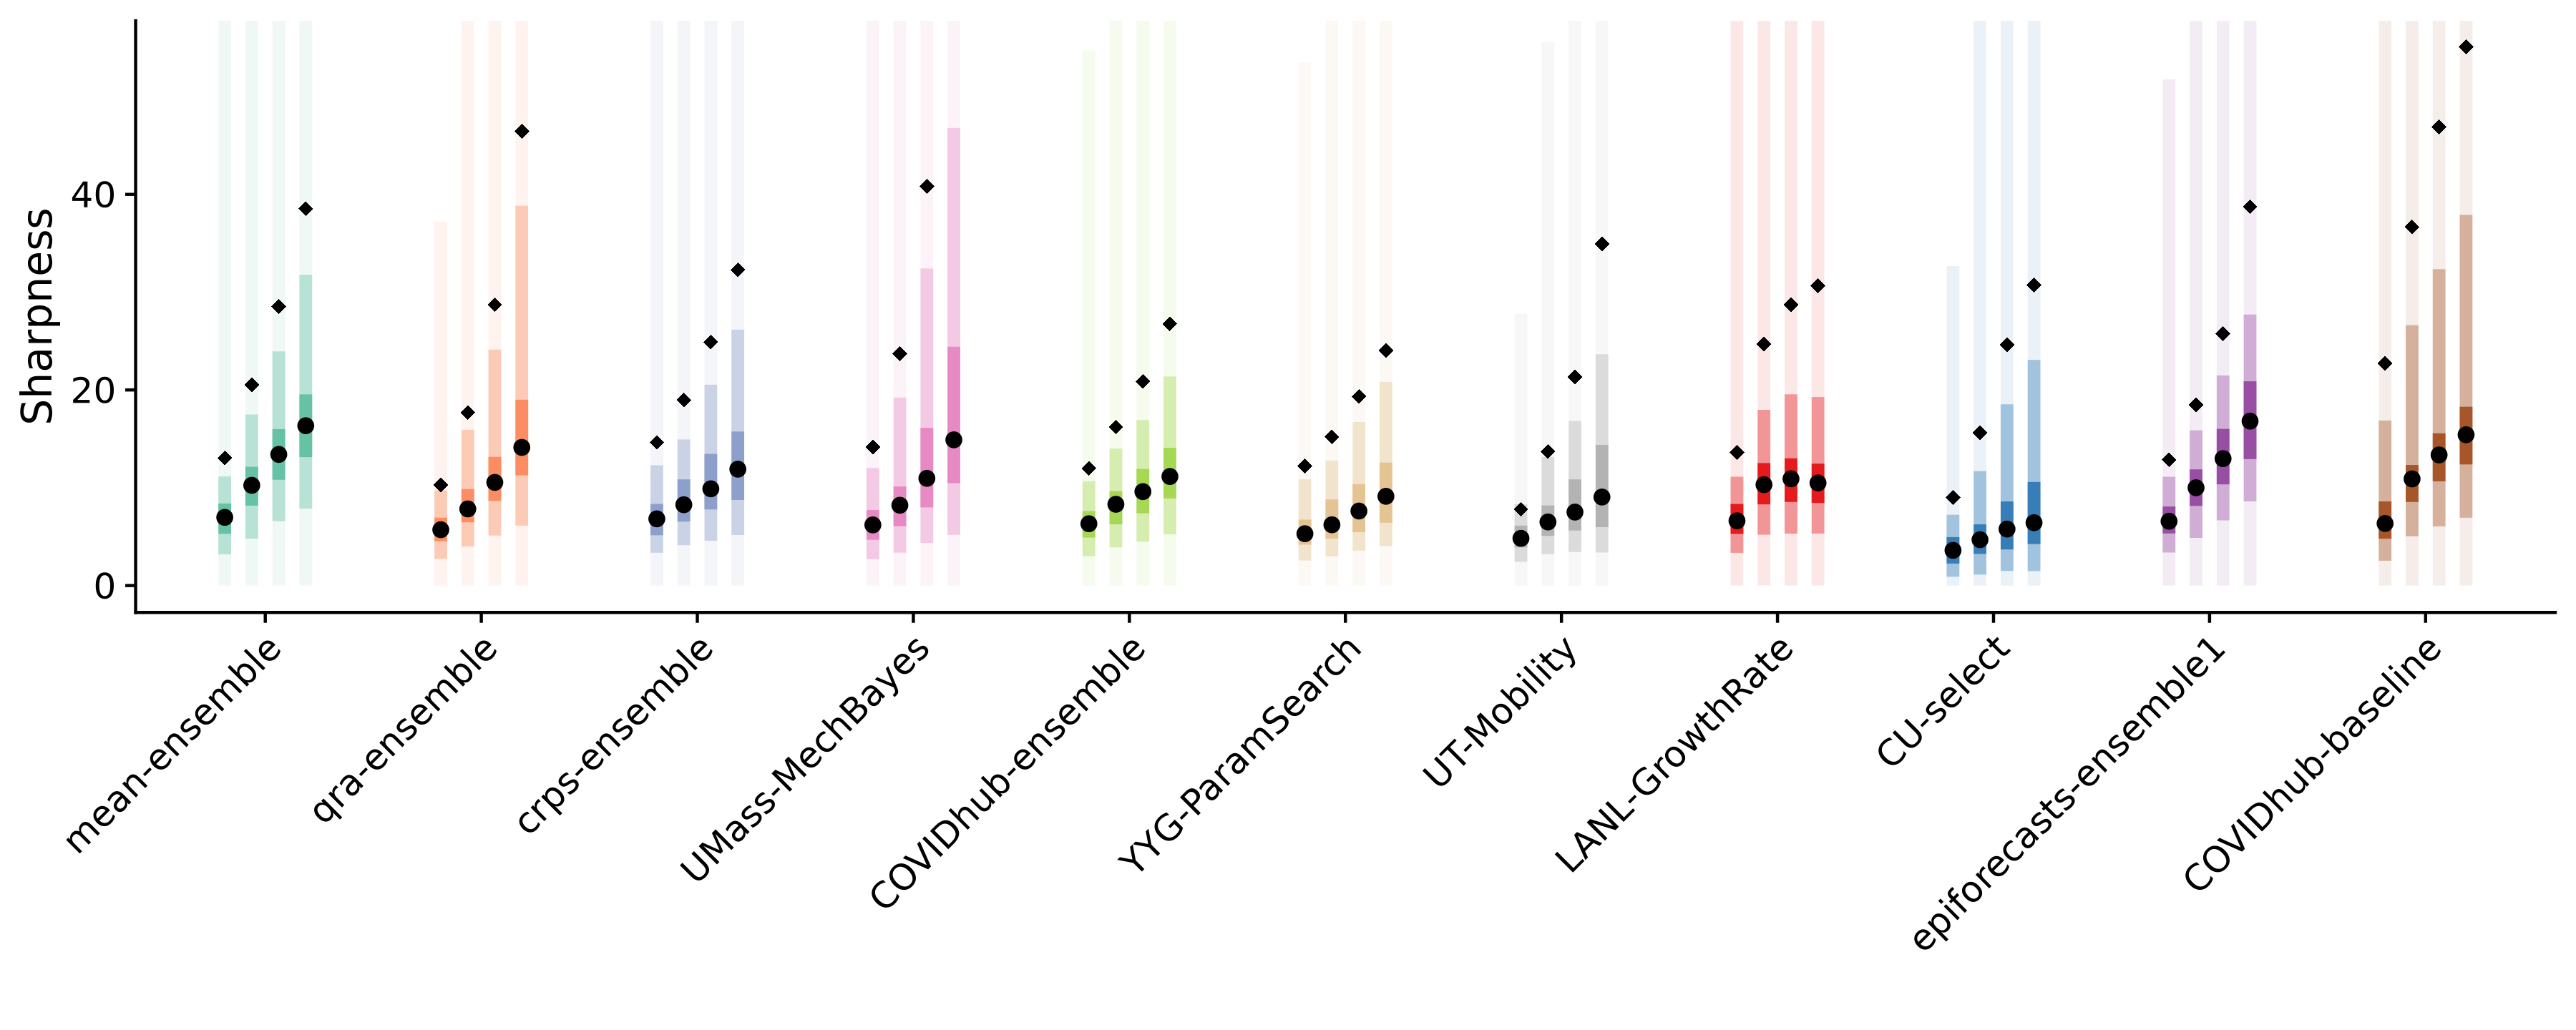 Sharpness
40
20
0
mean-ensemble
qra-ensemble
crps-ensemble
UMass-MechBayes
COVIDhub-ensemble
YYG-ParamSearch
UT-Mobility
LANL-GrowthRate
CU-select
epiforecasts-ensemble1
COVIDhub-baseline